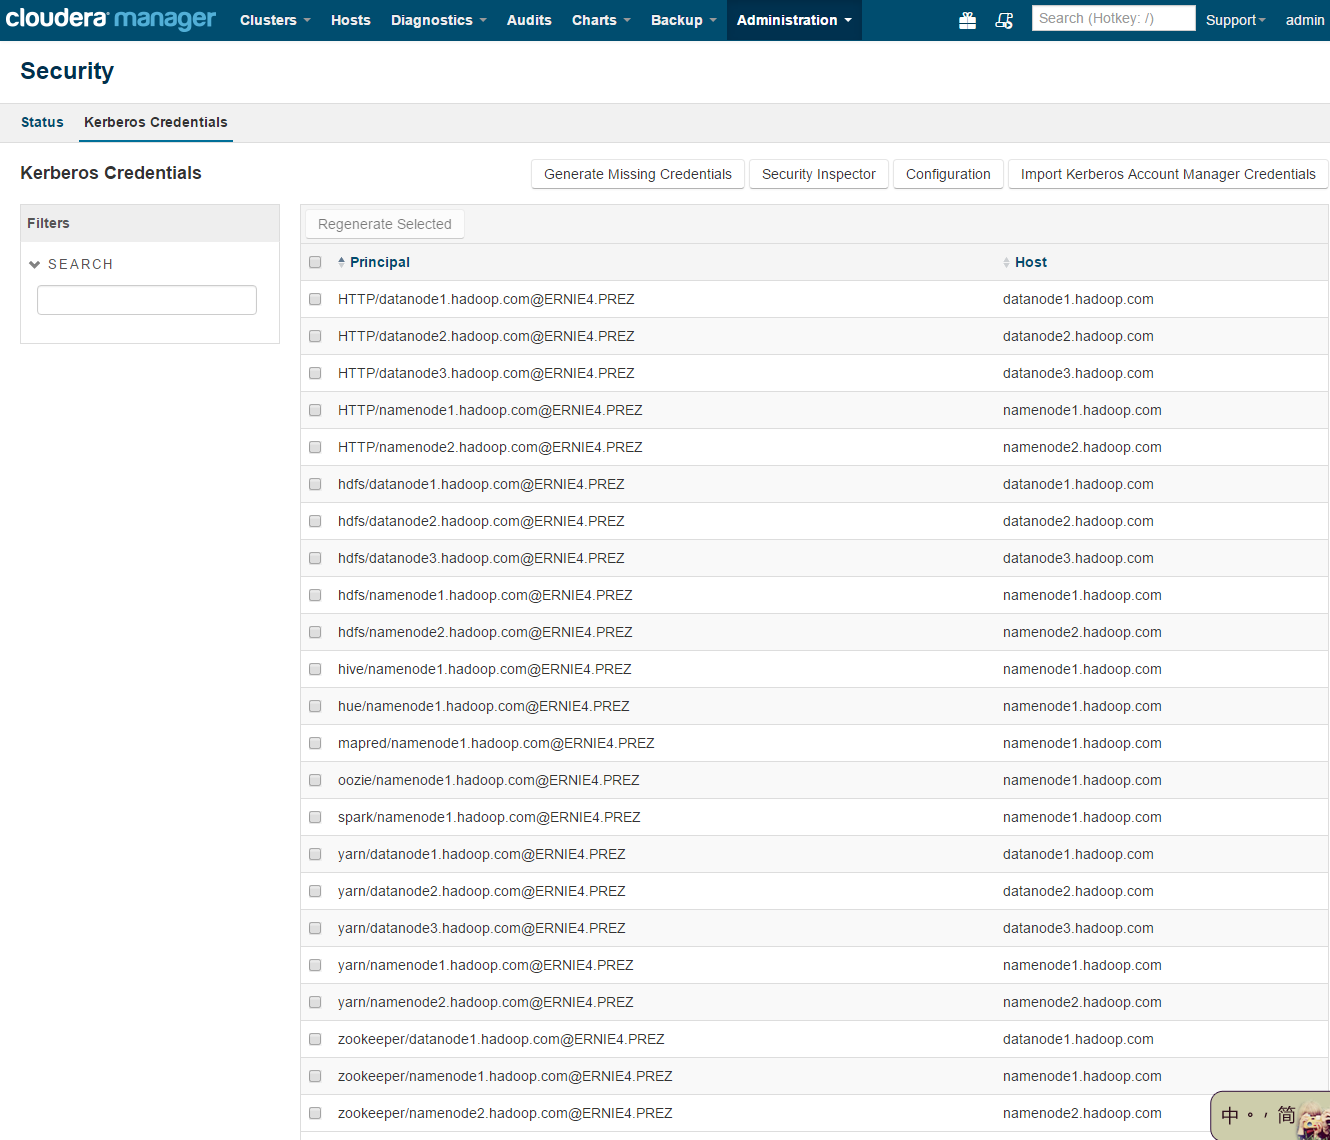 cloudera manager Clusters Hosts Diagnostics Audits Charts Backup Administration Search (Hotkey: /) Support admin
Security
Status Kerberos Credentials
Kerberos Credentials Generate Missing Credentials Security Inspector Configuration Import Kerberos Account Manager Credentials
Filters
SEARCH
Regenerate Selected
Principal Host
HTTP/datanode1.hadoop.com@ERNIE4.PREZ datanode1.hadoop.com
HTTP/datanode2.hadoop.com@ERNIE4.PREZ datanode2.hadoop.com
HTTP/datanode3.hadoop.com@ERNIE4.PREZ datanode3.hadoop.com
HTTP/namenode1.hadoop.com@ERNIE4.PREZ namenode1.hadoop.com
HTTP/namenode2.hadoop.com@ERNIE4.PREZ namenode2.hadoop.com
hdfs/datanode1.hadoop.com@ERNIE4.PREZ datanode1.hadoop.com
hdfs/datanode2.hadoop.com@ERNIE4.PREZ datanode2.hadoop.com
hdfs/datanode3.hadoop.com@ERNIE4.PREZ datanode3.hadoop.com
hdfs/namenode1.hadoop.com@ERNIE4.PREZ namenode1.hadoop.com
hdfs/namenode2.hadoop.com@ERNIE4.PREZ namenode2.hadoop.com
hive/namenode1.hadoop.com@ERNIE4.PREZ namenode1.hadoop.com
hue/namenode1.hadoop.com@ERNIE4.PREZ namenode1.hadoop.com
mapred/namenode1.hadoop.com@ERNIE4.PREZ namenode1.hadoop.com
oozie/namenode1.hadoop.com@ERNIE4.PREZ namenode1.hadoop.com
spark/namenode1.hadoop.com@ERNIE4.PREZ namenode1.hadoop.com
yarn/datanode1.hadoop.com@ERNIE4.PREZ datanode1.hadoop.com
yarn/datanode2.hadoop.com@ERNIE4.PREZ datanode2.hadoop.com
yarn/datanode3.hadoop.com@ERNIE4.PREZ datanode3.hadoop.com
yarn/namenode1.hadoop.com@ERNIE4.PREZ namenode1.hadoop.com
yarn/namenode2.hadoop.com@ERNIE4.PREZ namenode2.hadoop.com
zookeeper/datanode1.hadoop.com@ERNIE4.PREZ datanode1.hadoop.com
zookeeper/namenode1.hadoop.com@ERNIE4.PREZ namenode1.hadoop.com
zookeeper/namenode2.hadoop.com@ERNIE4.PREZ namenode2.hadoop.com
中 。, 简